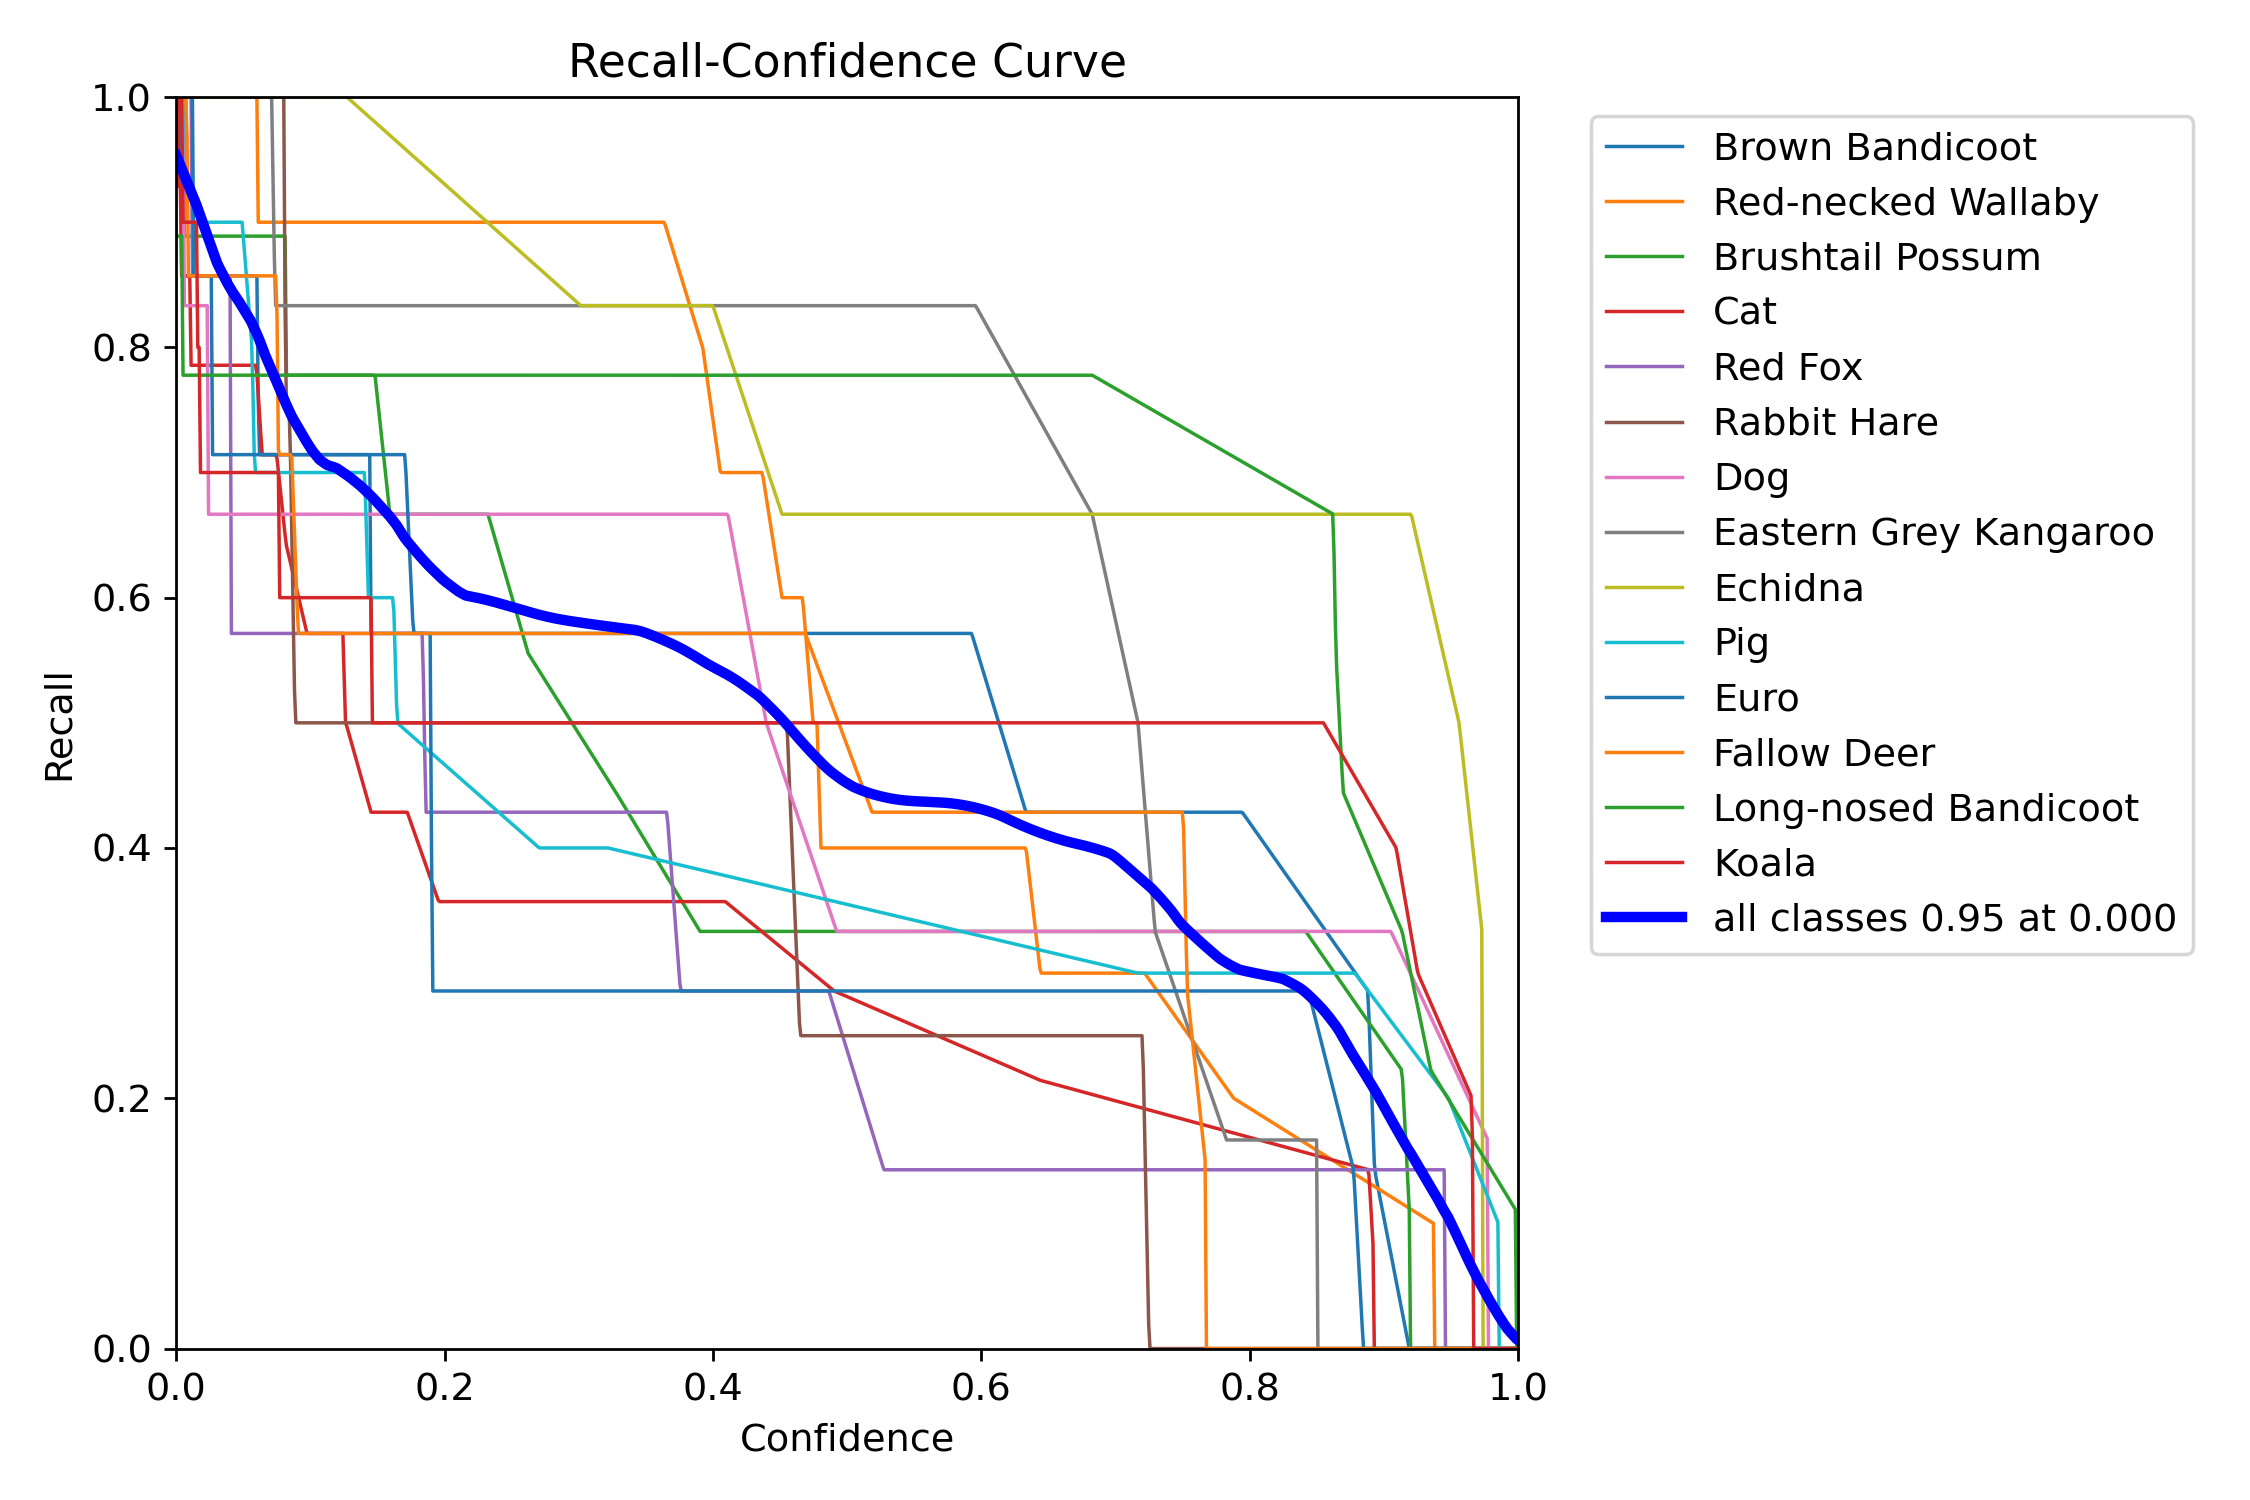 Recall-Confidence Curve
1.0
0.8
0.6
0.4
0.2
0.0
Recall
0.0 0.2 0.4 0.6 0.8 1.0
Confidence
Brown Bandicoot
Red-necked Wallaby
Brushtail Possum
Cat
Red Fox
Rabbit Hare
Dog
Eastern Grey Kangaroo
Echidna
Pig
Euro
Fallow Deer
Long-nosed Bandicoot
Koala
all classes 0.95 at 0.000